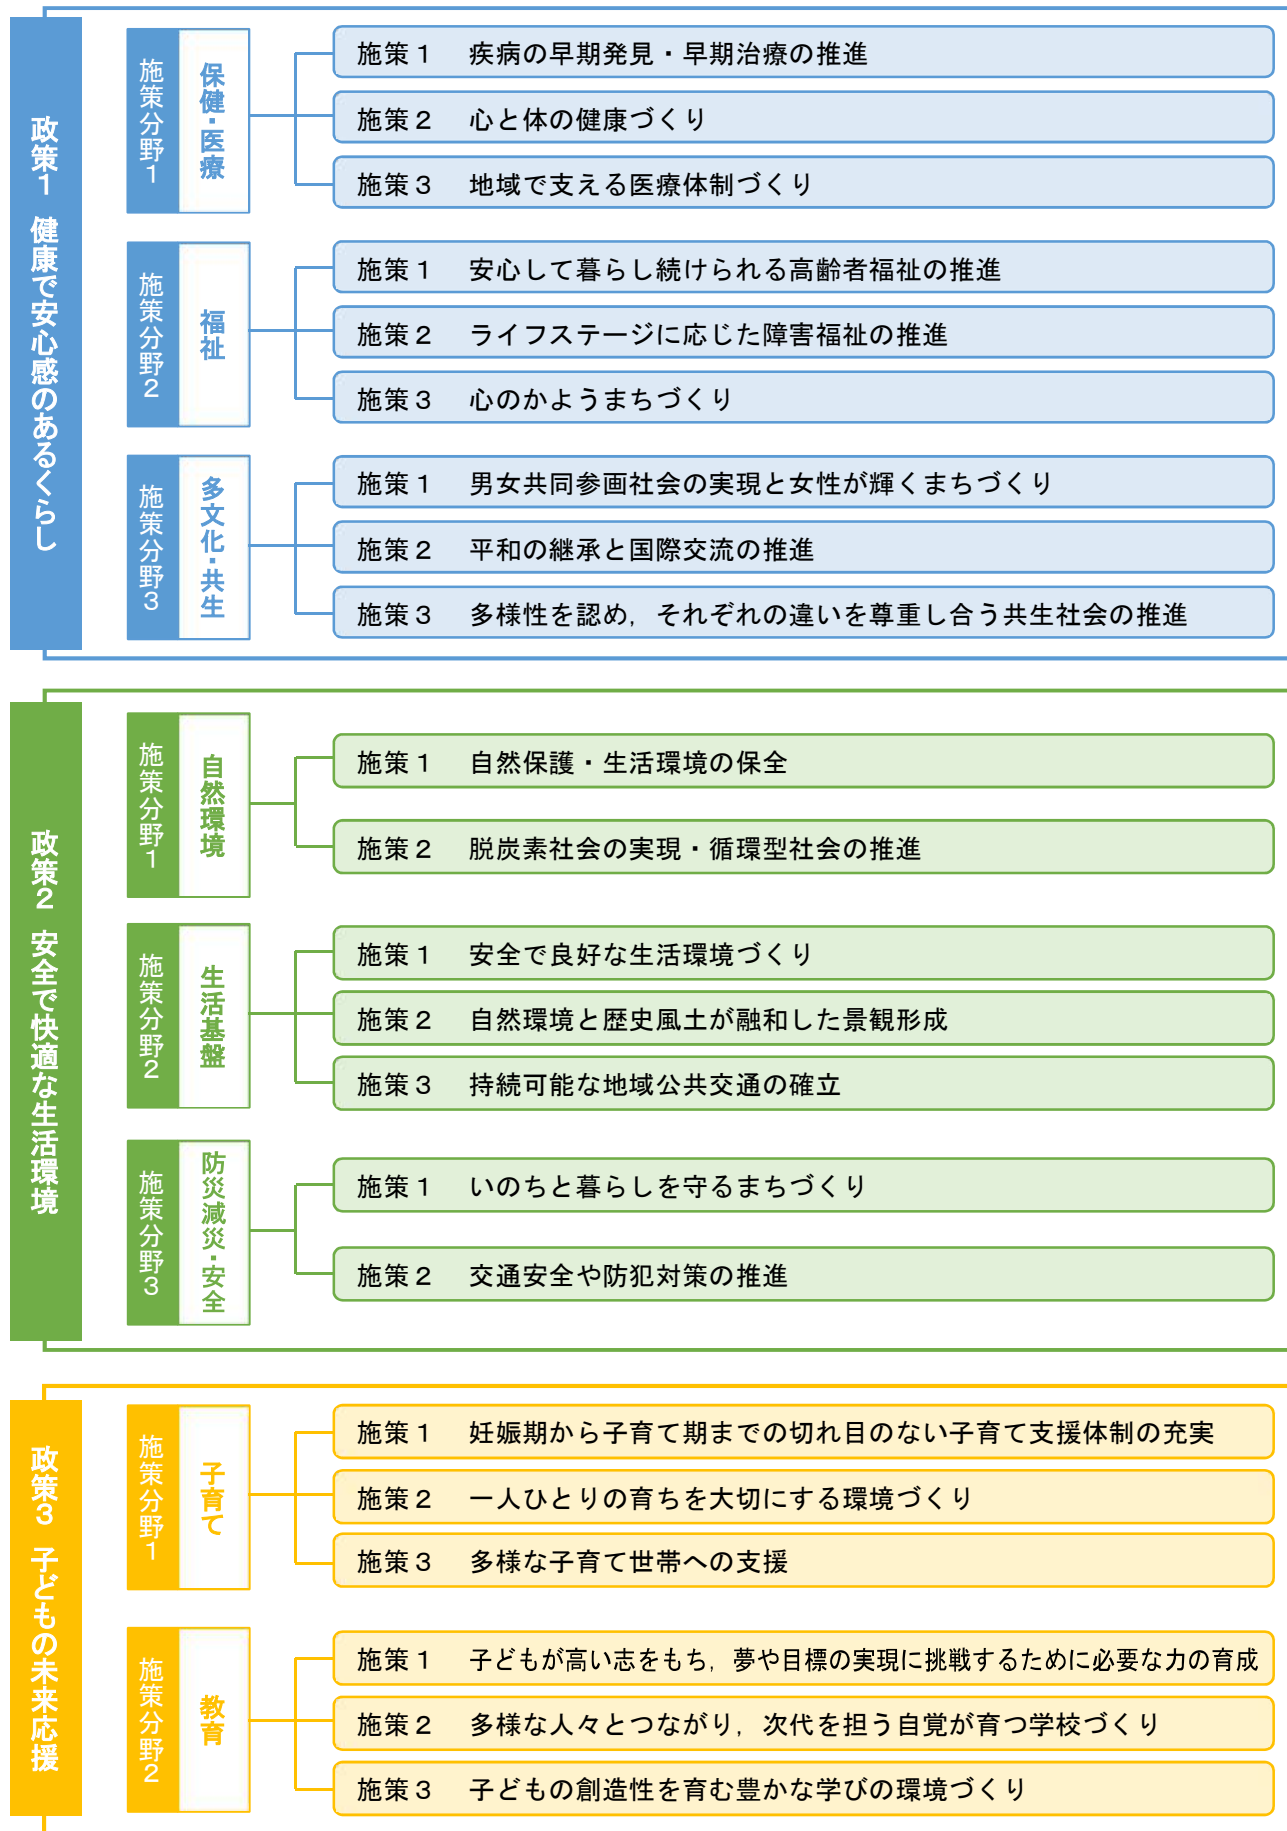 政策1 健康で安心感のあるくらし
施策分野1
保健・医療
施策1 疾病の早期発見・早期治療の推進
施策2 心と体の健康づくり
施策3 地域で支える医療体制づくり
施策分野2
福祉
施策1 安心して暮らし続けられる高齢者福祉の推進
施策2 ライフステージに応じた障害福祉の推進
施策3 心のかようまちづくり
施策分野3
多文化・共生
施策1 男女共同参画社会の実現と女性が輝くまちづくり
施策2 平和の継承と国際交流の推進
施策3 多様性を認め，それぞれの違いを尊重し合う共生社会の推進
政策2 安全で快適な生活環境
施策分野1
自然環境
施策1 自然保護・生活環境の保全
施策2 脱炭素社会の実現・循環型社会の推進
施策分野2
生活基盤
施策1 安全で良好な生活環境づくり
施策2 自然環境と歴史風土が融和した景観形成
施策3 持続可能な地域公共交通の確立
施策分野3
防災減災・安全
施策1 いのちと暮らしを守るまちづくり
施策2 交通安全や防犯対策の推進
政策3 子どもの未来応援
施策分野1
子育て
施策1 妊娠期から子育て期までの切れ目のない子育て支援体制の充実
施策2 一人ひとりの育ちを大切にする環境づくり
施策3 多様な子育て世帯への支援
施策分野2
教育
施策1 子どもが高い志をもち，夢や目標の実現に挑戦するために必要な力の育成
施策2 多様な人々とつながり，次代を担う自覚が育つ学校づくり
施策3 子どもの創造性を育む豊かな学びの環境づくり